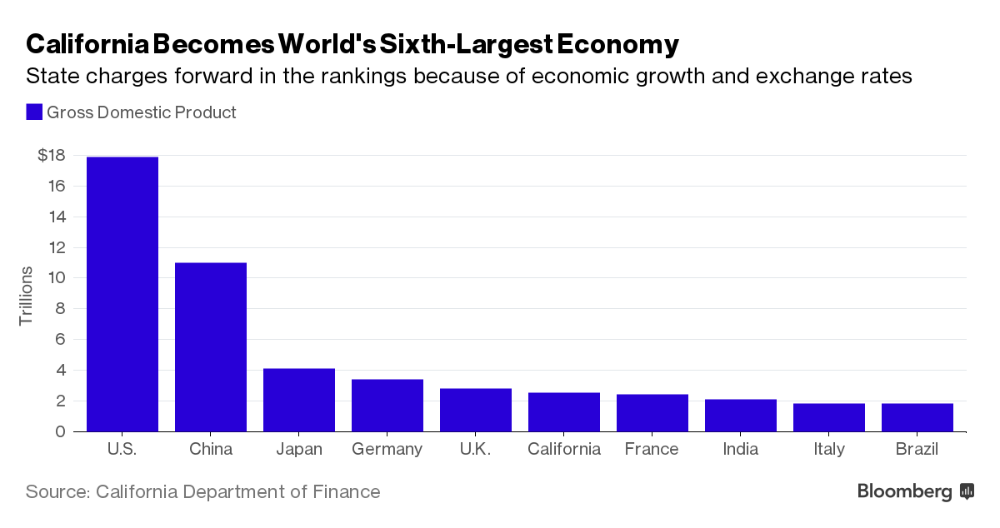 California Becomes World's Sixth-Largest Economy
State charges forward in the rankings because of economic growth and exchange rates
Gross Domestic Product
$18
16
14
12
10
8
6
4
2
0
Trillions
U.S. China Japan Germany U.K. California France India Italy Brazil
Source: California Department of Finance
Bloomberg